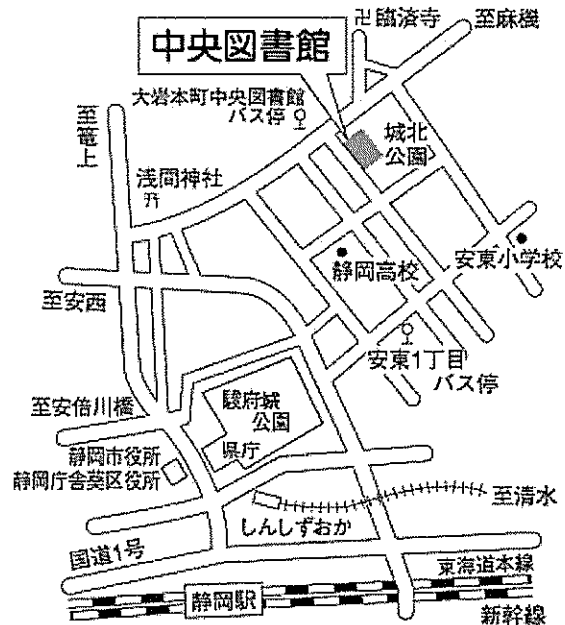 卍臨済寺
至麻機
中央図書館
大岩本町中央図書館
バス停
至竜上
城北
公園
浅間神社
静岡高校
安東小学校
至安西
安東1丁目
バス停
駿府城
公園
至安倍川橋
県庁
静岡市役所
静岡庁舎葵区役所
至清水
しんしずおか
国道1号
東海道本線
静岡駅
新幹線